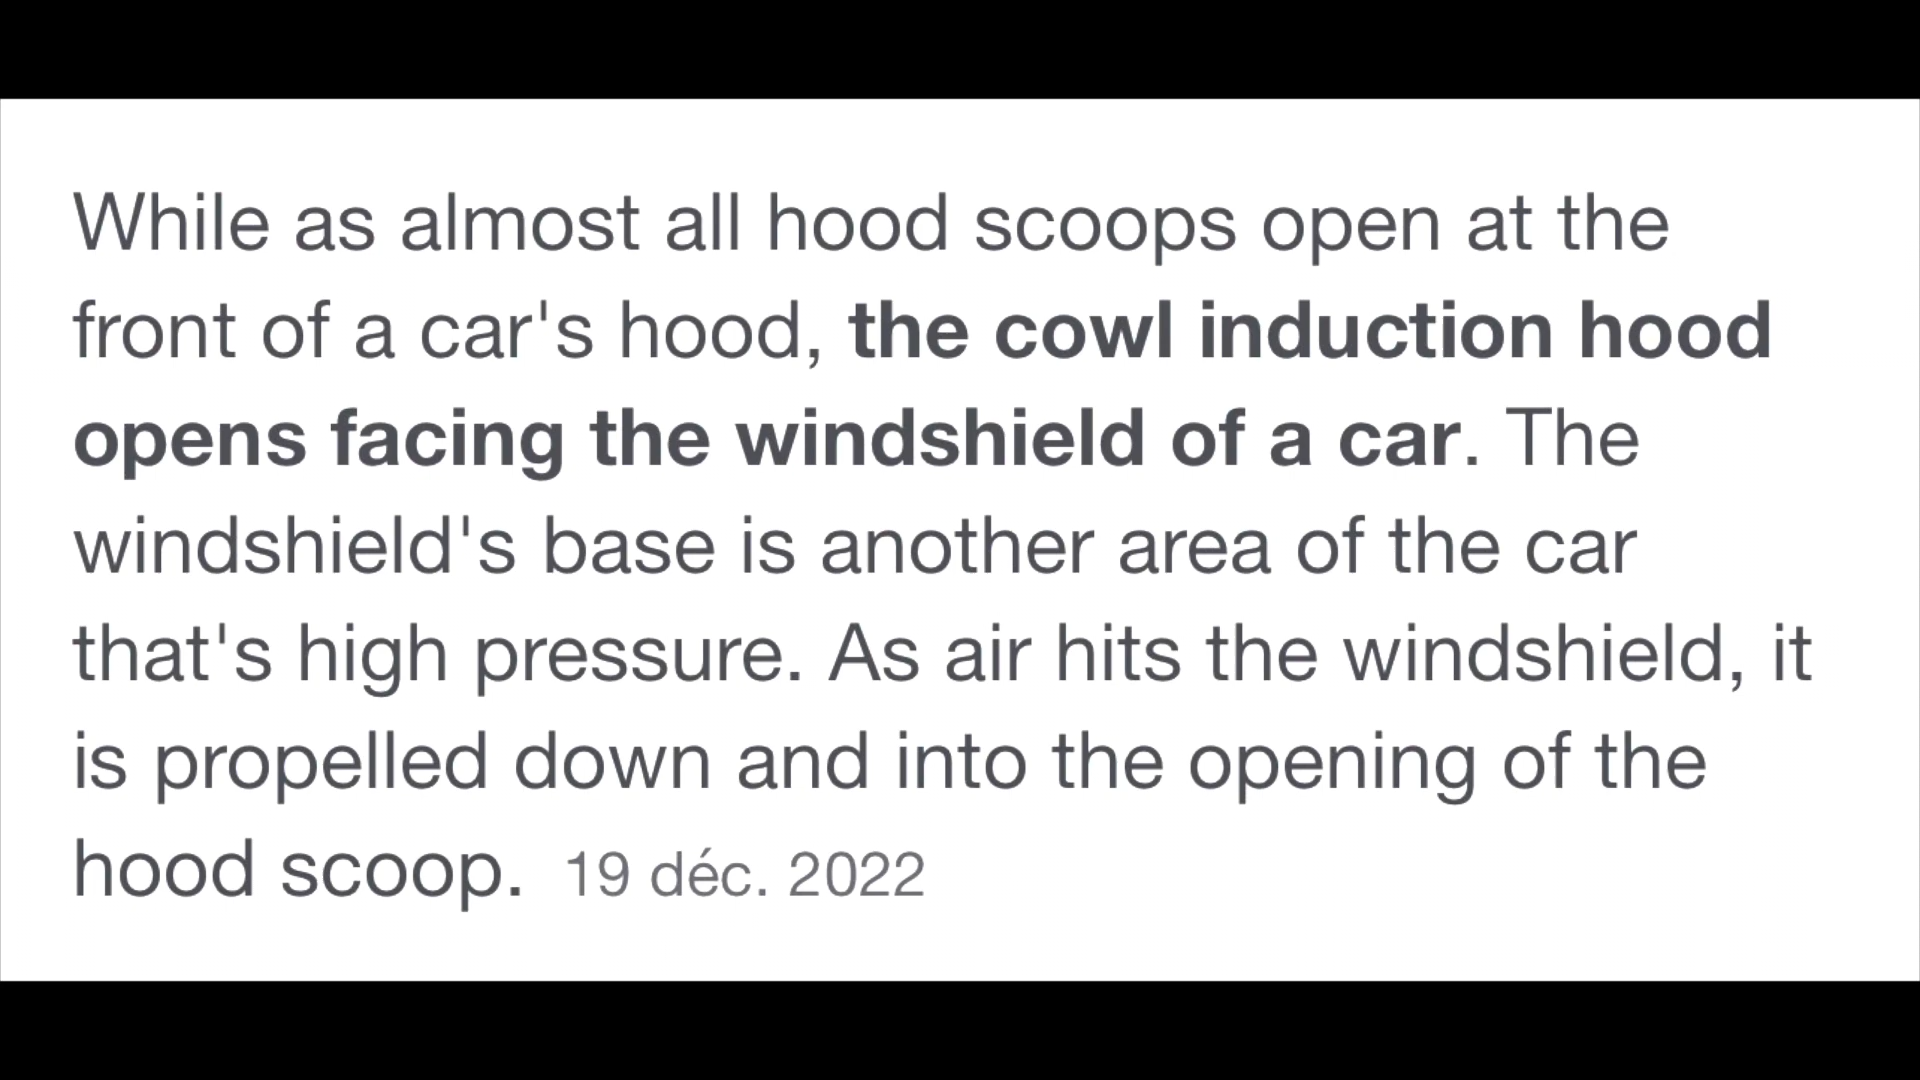 While as almost all hood scoops open at the
front of a car's hood, the cowl induction hood
opens facing the windshield of a car. The
windshield's base is another area of the car
that's high pressure. As air hits the windshield, it
is propelled down and into the opening of the
hood scoop. 19 déc. 2022